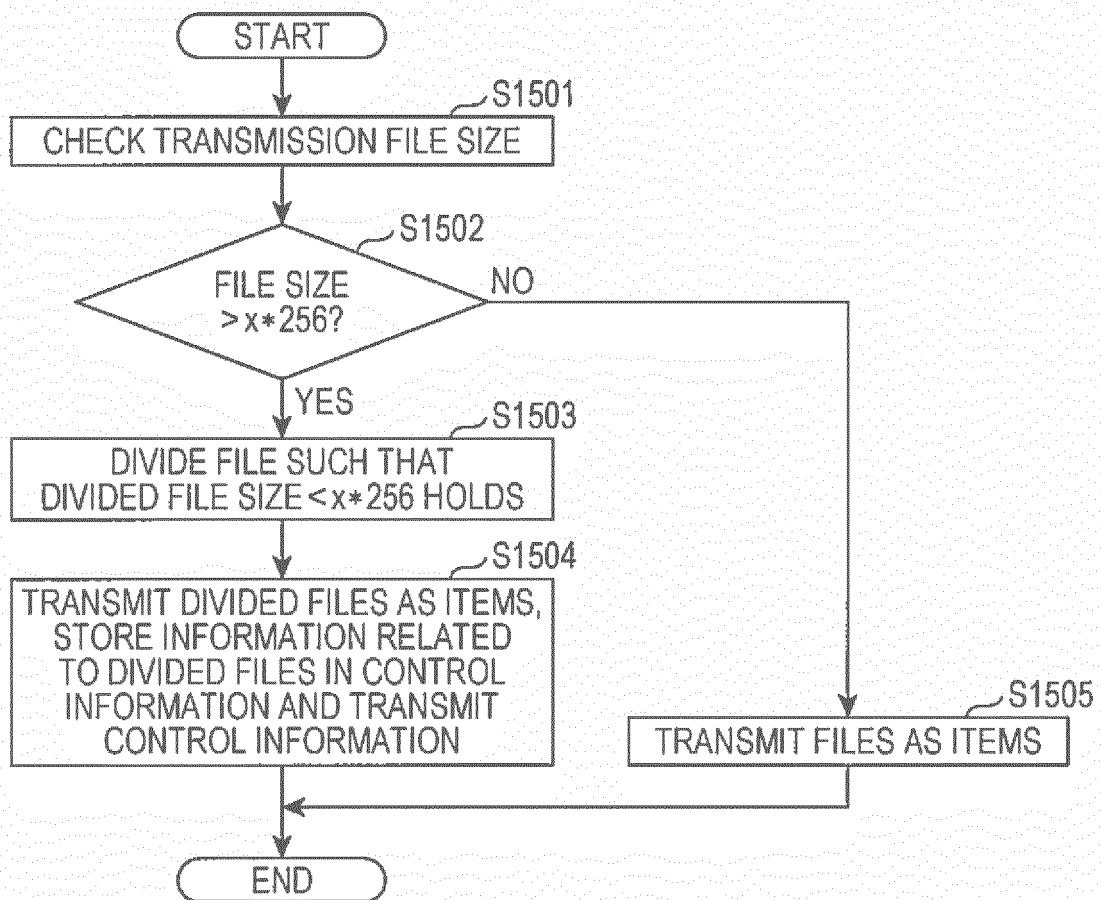 START
S1501
CHECK TRANSMISSION FILE SIZE
S1502
FILE SIZE
>x*256?
NO
YES
S1503
DIVIDE FILE SUCH THAT
DIVIDED FILE SIZE<x*256 HOLDS
S1504
TRANSMIT DIVIDED FILES AS ITEMS,
STORE INFORMATION RELATED
TO DIVIDED FILES IN CONTROL
INFORMATION AND TRANSMIT
CONTROL INFORMATION
S1505
TRANSMIT FILES AS ITEMS
END